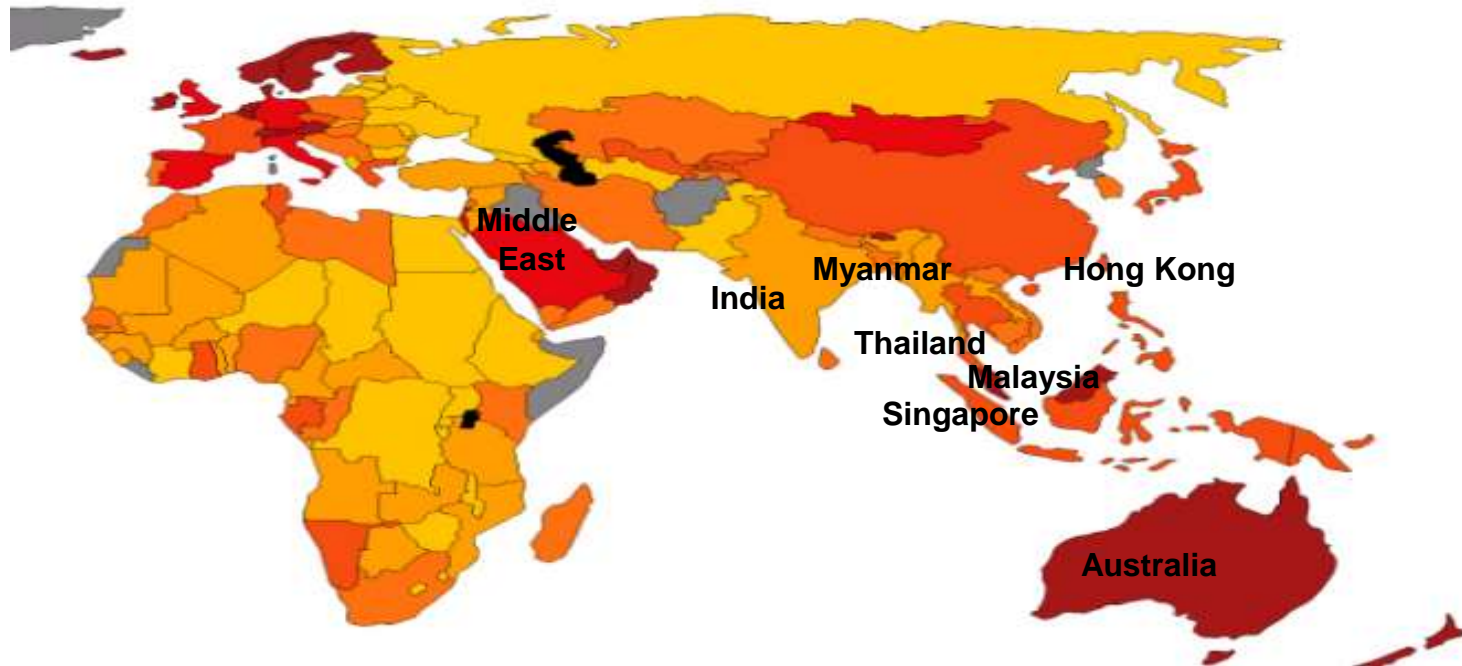 Middle
East
Myanmar
Hong Kong
India
Thailand
Malaysia
Singapore
Australia